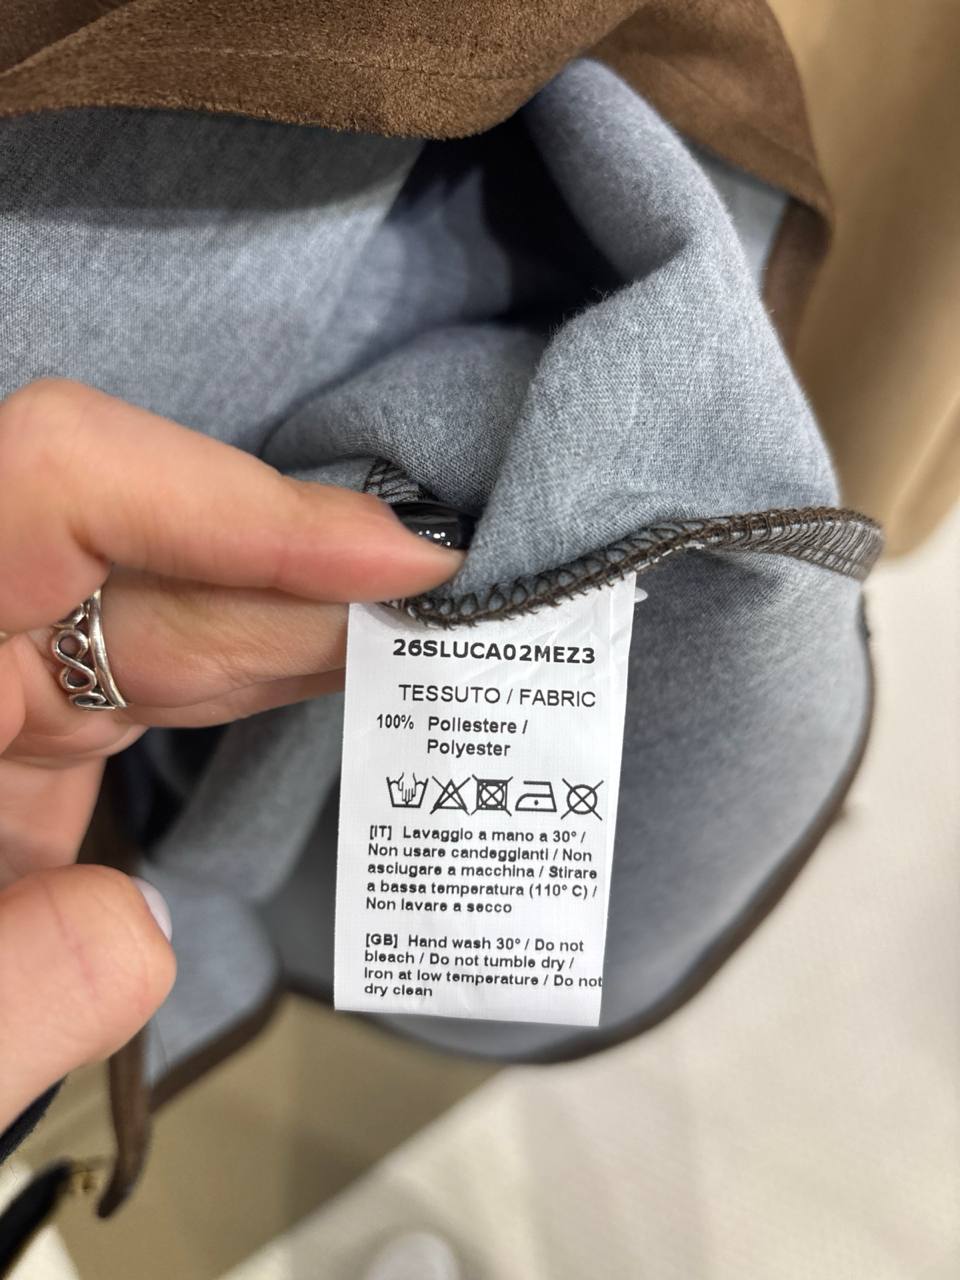 26SLUCA02MEZ3
TESSUTO / FABRIC
100% Poliestere /
Polyester
[IT] Lavaggio a mano a 30° /
Non usare candeggianti / Non
asciugare a macchina / Stirare
a bassa temperatura (110° C) /
Non lavare a secco
[GB] Hand wash 30° / Do not
bleach / Do not tumble dry /
Iron at low temperature / Do not
dry clean